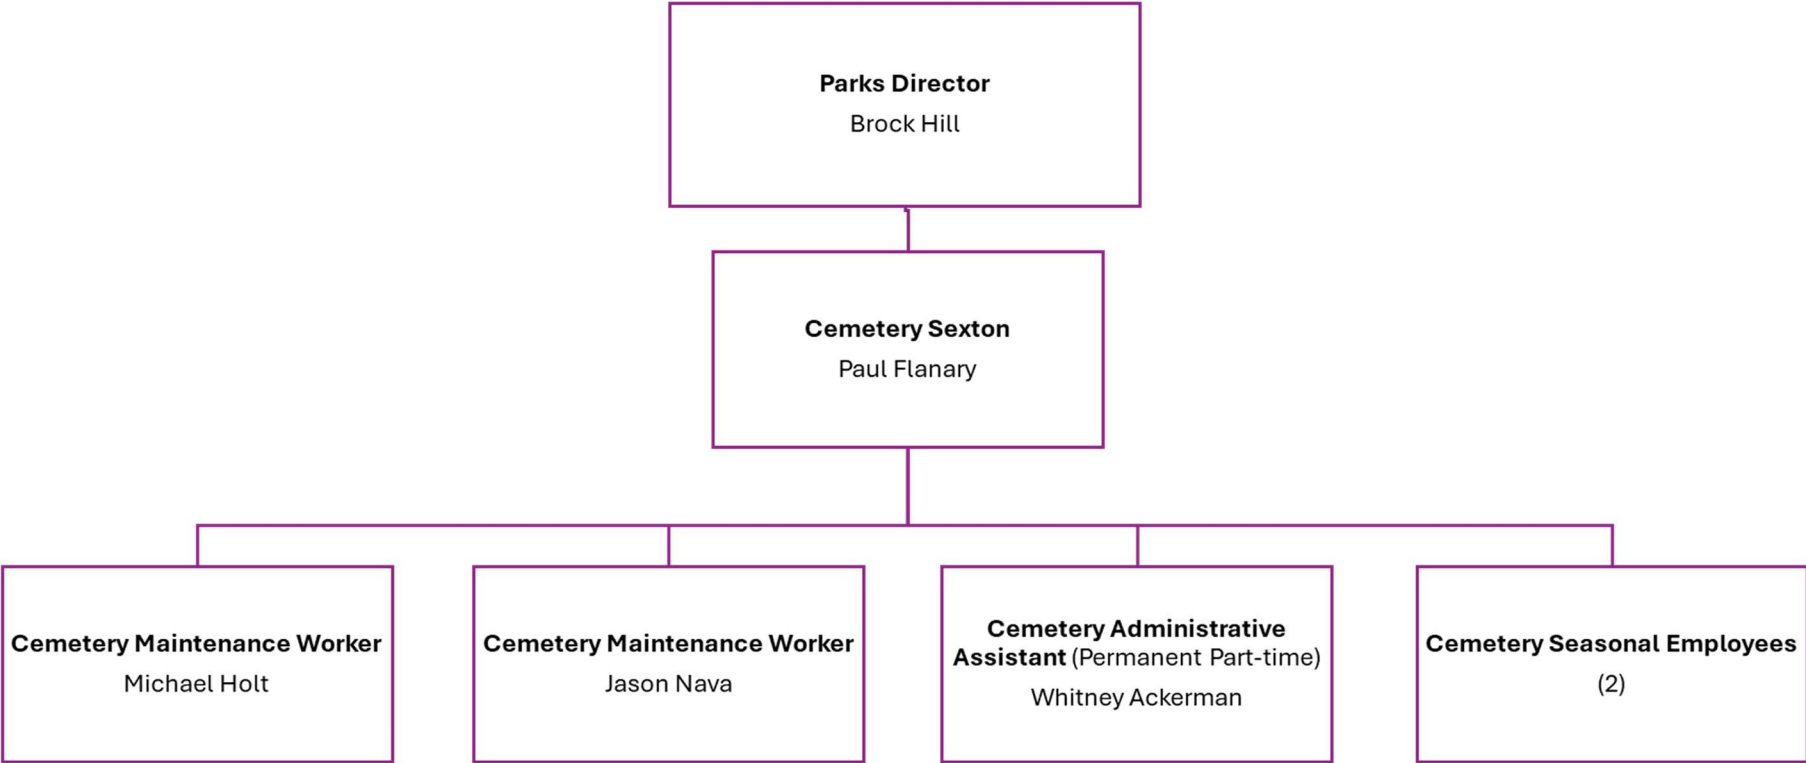 Parks Director
Brock Hill
Cemetery Sexton
Paul Flanary
Cemetery Maintenance Worker
Michael Holt
Cemetery Maintenance Worker
Jason Nava
Cemetery Administrative
Assistant (Permanent Part-time)
Whitney Ackerman
Cemetery Seasonal Employees
(2)